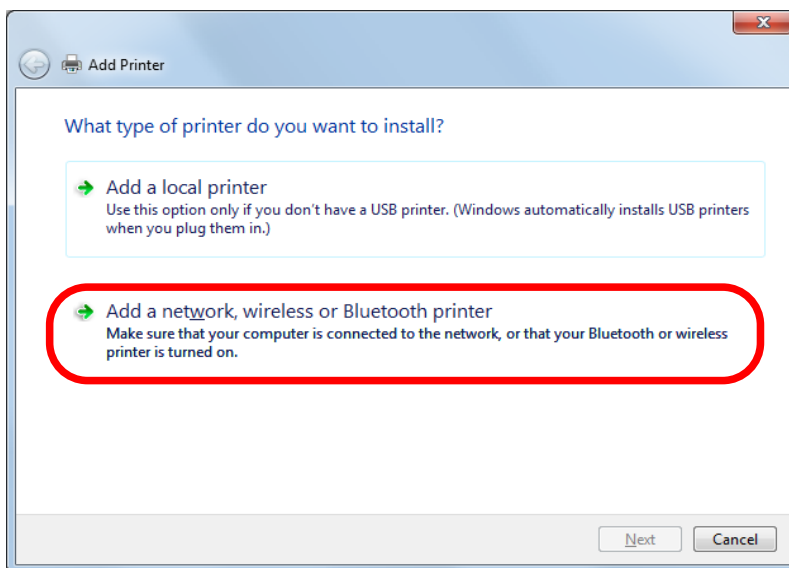 x
Add Printer
What type of printer do you want to install?
Add a local printer
Use this option only if you don't have a USB printer. (Windows automatically installs USB printers
when you plug them in.)
Add a network, wireless or Bluetooth printer
Make sure that your computer is connected to the network, or that your Bluetooth or wireless
printer is turned on.
Next
Cancel